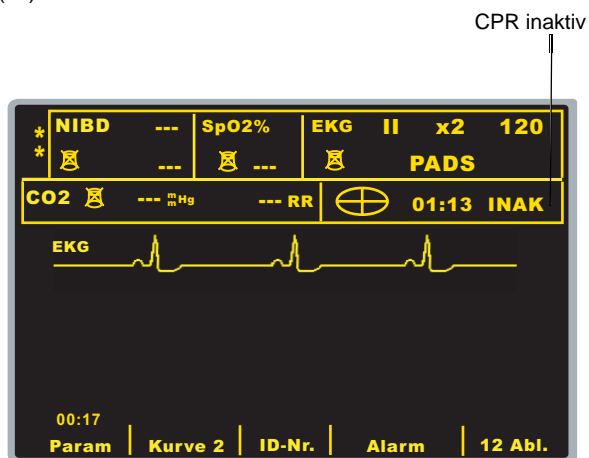 CPR inaktiv
* NIBD --- SpO2% EKG II x2 120
* --- --- PADS
CO2 --- mmHg --- RR 01:13 INAK
EKG
00:17
Param Kurve 2 ID-Nr. Alarm 12 Abl.